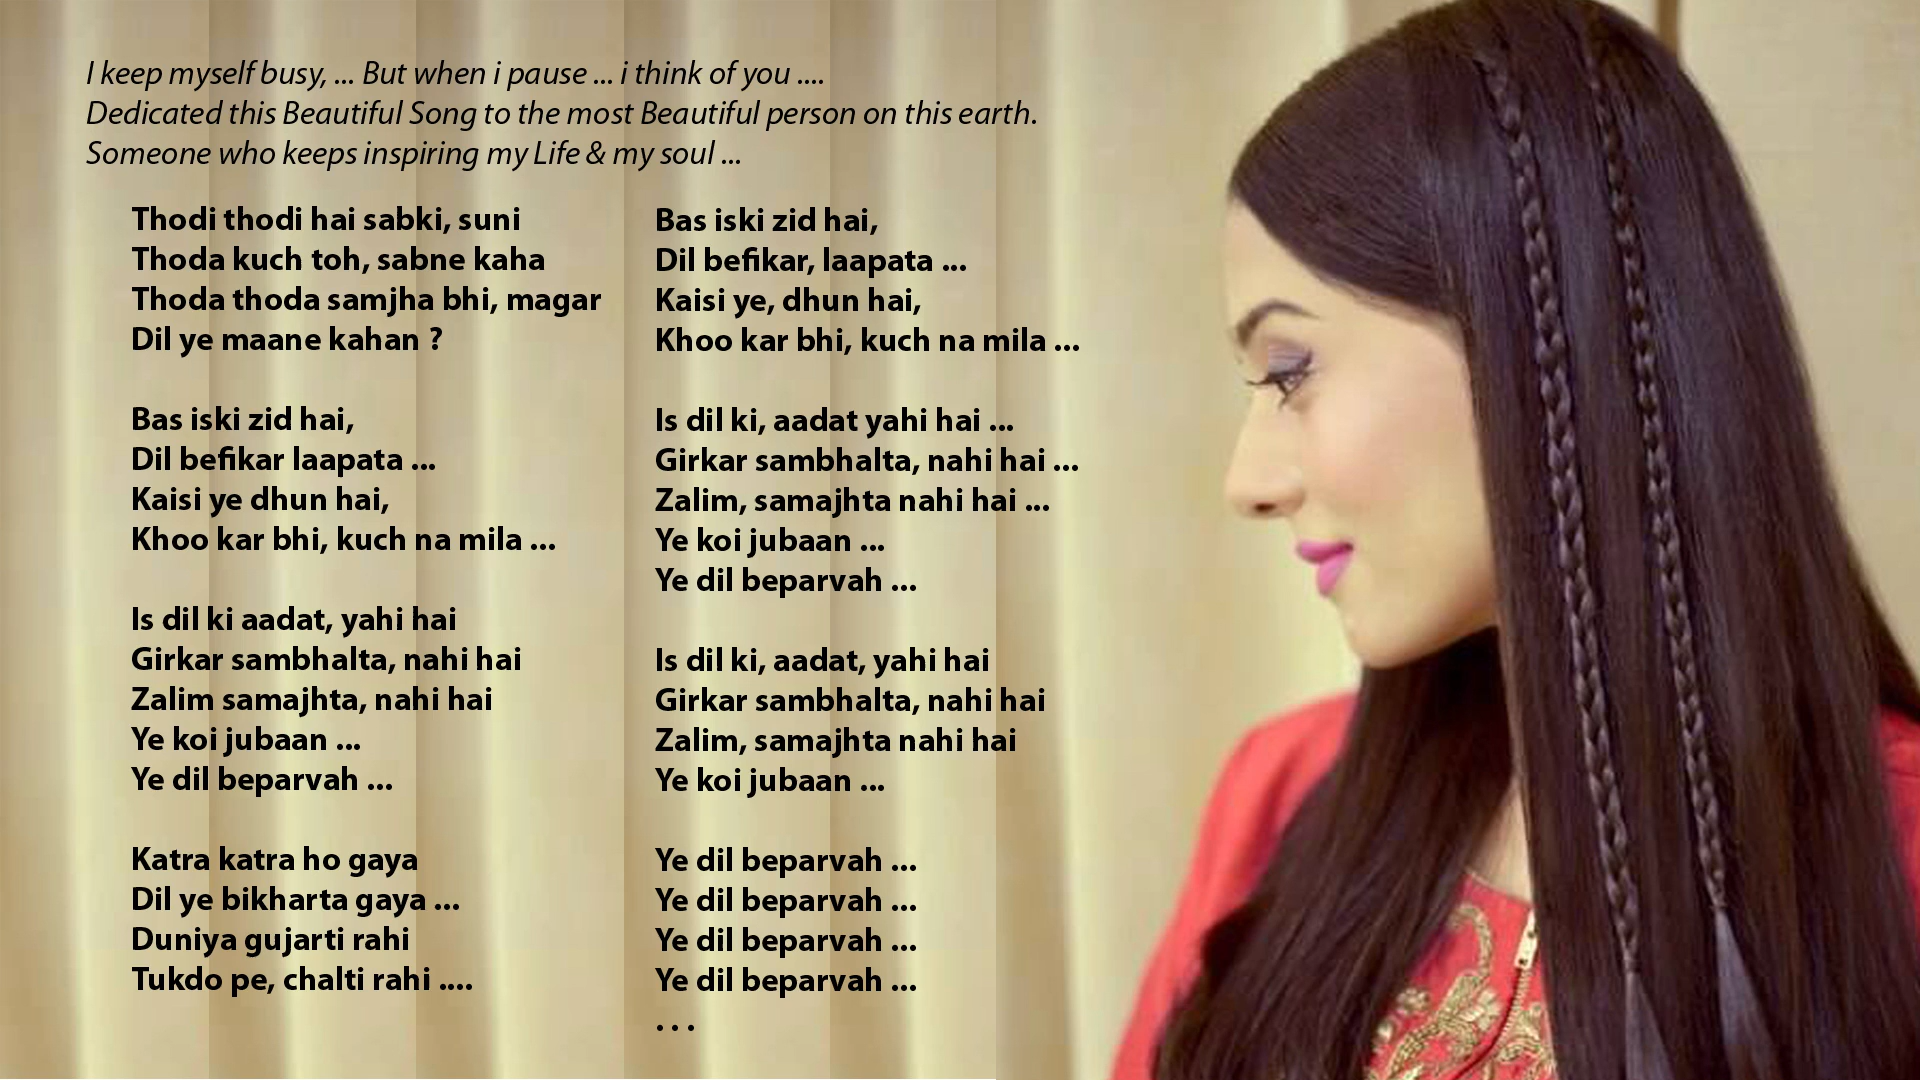 I keep myself busy, ... But when i pause ... i think of you ....
Dedicated this Beautiful Song to the most Beautiful person on this earth.
Someone who keeps inspiring my Life & my soul ...
Thodi thodi hai sabki, suni
Thoda kuch toh, sabne kaha
Thoda thoda samjha bhi, magar
Dil ye maane kahan ?
Bas iski zid hai,
Dil befikar laapata ...
Kaisi ye dhun hai,
Khoo kar bhi, kuch na mila ...
Is dil ki aadat, yahi hai
Girkar sambhalta, nahi hai
Zalim samajhta, nahi hai
Ye koi jubaan ...
Ye dil beparvah ...
Katra katra ho gaya
Dil ye bikharta gaya ...
Duniya gujarti rahi
Tukdo pe, chalti rahi ....
Bas iski zid hai,
Dil befikar, laapata ...
Kaisi ye, dhun hai,
Khoo kar bhi, kuch na mila ...
Is dil ki, aadat yahi hai ...
Girkar sambhalta, nahi hai ...
Zalim, samajhta nahi hai ...
Ye koi jubaan ...
Ye dil beparvah ...
Is dil ki, aadat, yahi hai
Girkar sambhalta, nahi hai
Zalim, samajhta nahi hai
Ye koi jubaan ...
Ye dil beparvah ...
Ye dil beparvah ...
Ye dil beparvah ...
Ye dil beparvah ...
. . .